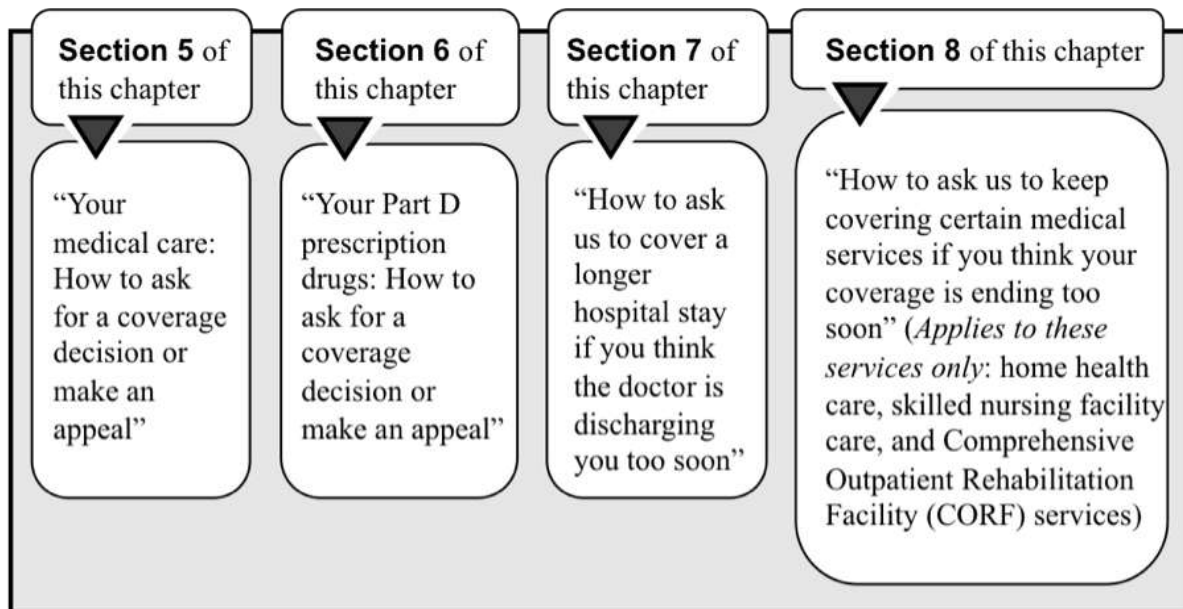 Section 5 of
this chapter
“Your
medical care:
How to ask
for a coverage
decision or
make an
appeal”
Section 6 of
this chapter
“Your Part D
prescription
drugs: How to
ask for a
coverage
decision or
make an appeal”
Section 7 of
this chapter
“How to ask
us to cover a
longer
hospital stay
if you think
the doctor is
discharging
you too soon”
Section 8 of this chapter
“How to ask us to keep
covering certain medical
services if you think your
coverage is ending too
soon” (Applies to these
services only: home health
care, skilled nursing facility
care, and Comprehensive
Outpatient Rehabilitation
Facility (CORF) services)